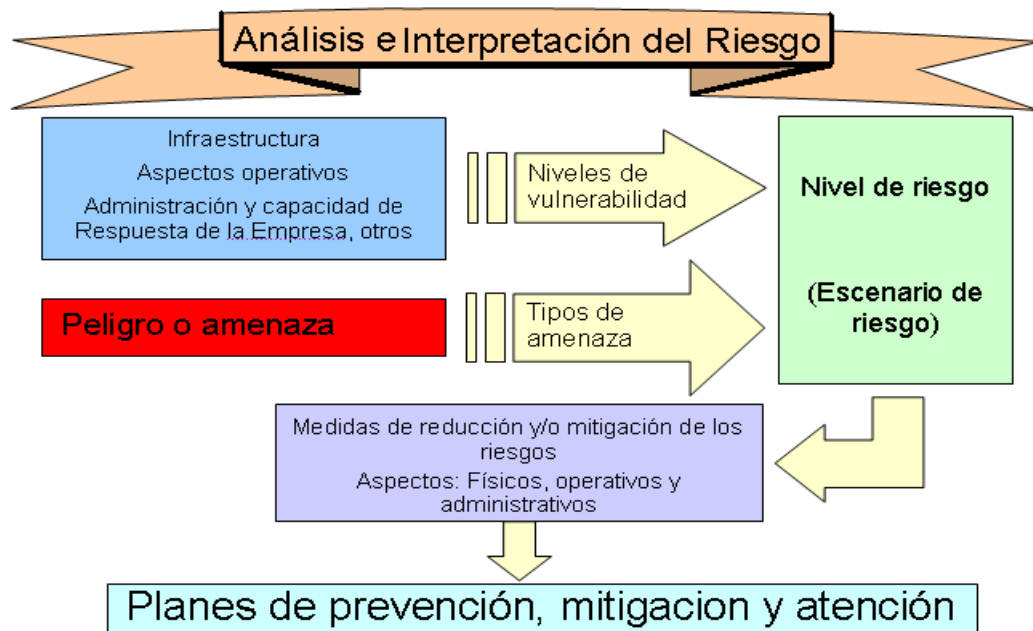 Análisis e Interpretación del Riesgo
Infraestructura
Aspectos operativos
Administración y capacidad de
Respuesta de la Empresa, otros
Niveles de
vulnerabilidad
Nivel de riesgo
(Escenario de
riesgo)
Peligro o amenaza
Tipos de
amenaza
Medidas de reducción y/o mitigación de los
riesgos
Aspectos: Físicos, operativos y
administrativos
Planes de prevención, mitigacion y atención